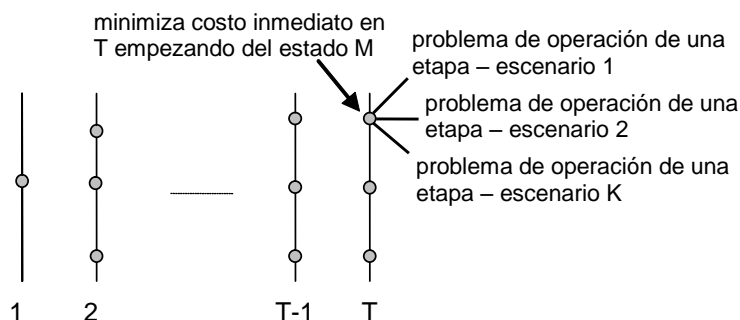 minimiza costo inmediato en
T empezando del estado M
problema de operación de una
etapa – escenario 1
problema de operación de una
etapa – escenario 2
problema de operación de una
etapa – escenario K
1 2 T-1 T